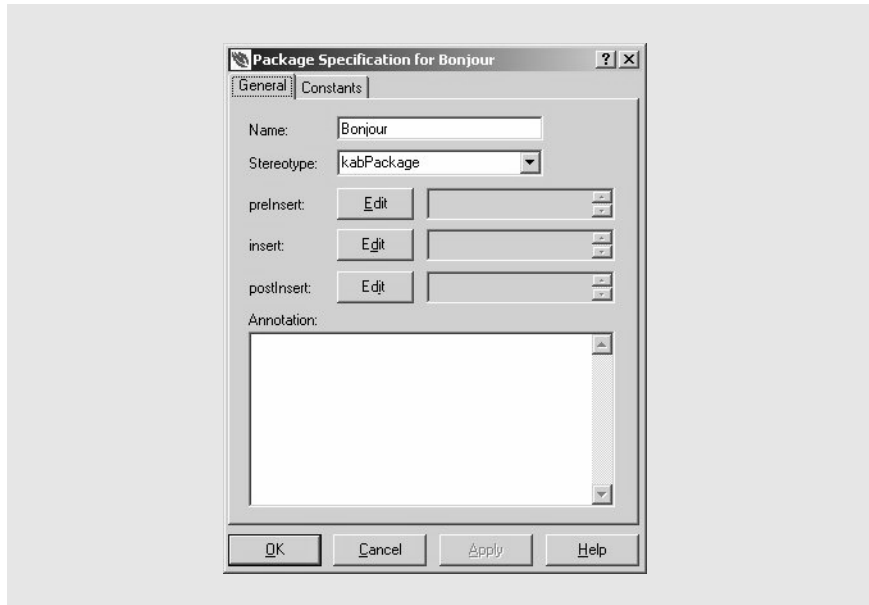 Package Specification for Bonjour
General Constants
Name: Bonjour
Stereotype: kabPackage
preInsert: Edit
insert: Edit
postInsert: Edit
Annotation:
OK Cancel Apply Help